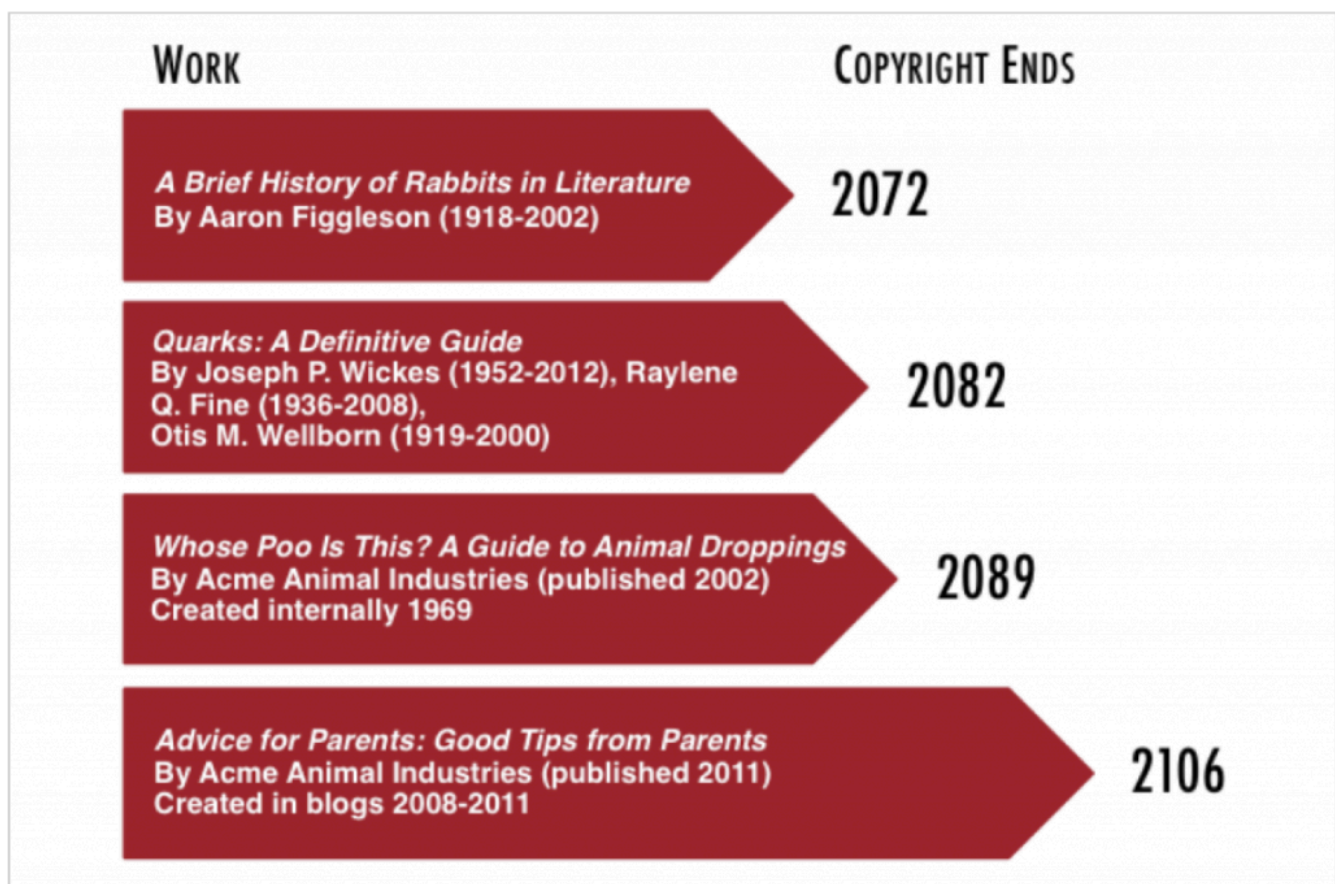 WORK COPYRIGHT ENDS
A Brief History of Rabbits in Literature
By Aaron Figgleson (1918-2002)
2072
Quarks: A Definitive Guide
By Joseph P. Wickes (1952-2012), Raylene
Q. Fine (1936-2008),
Otis M. Wellborn (1919-2000)
2082
Whose Poo Is This? A Guide to Animal Droppings
By Acme Animal Industries (published 2002)
Created internally 1969
2089
Advice for Parents: Good Tips from Parents
By Acme Animal Industries (published 2011)
Created in blogs 2008-2011
2106